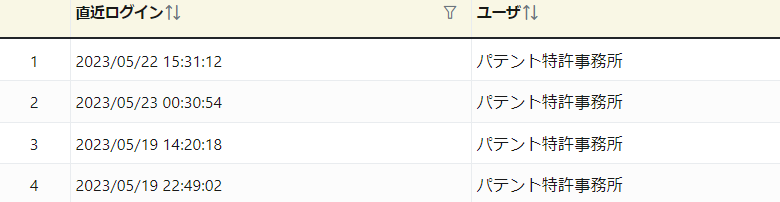 直近ログイン↑↓ ユーザ↑↓
1 2023/05/22 15:31:12 パテント特許事務所
2 2023/05/23 00:30:54 パテント特許事務所
3 2023/05/19 14:20:18 パテント特許事務所
4 2023/05/19 22:49:02 パテント特許事務所